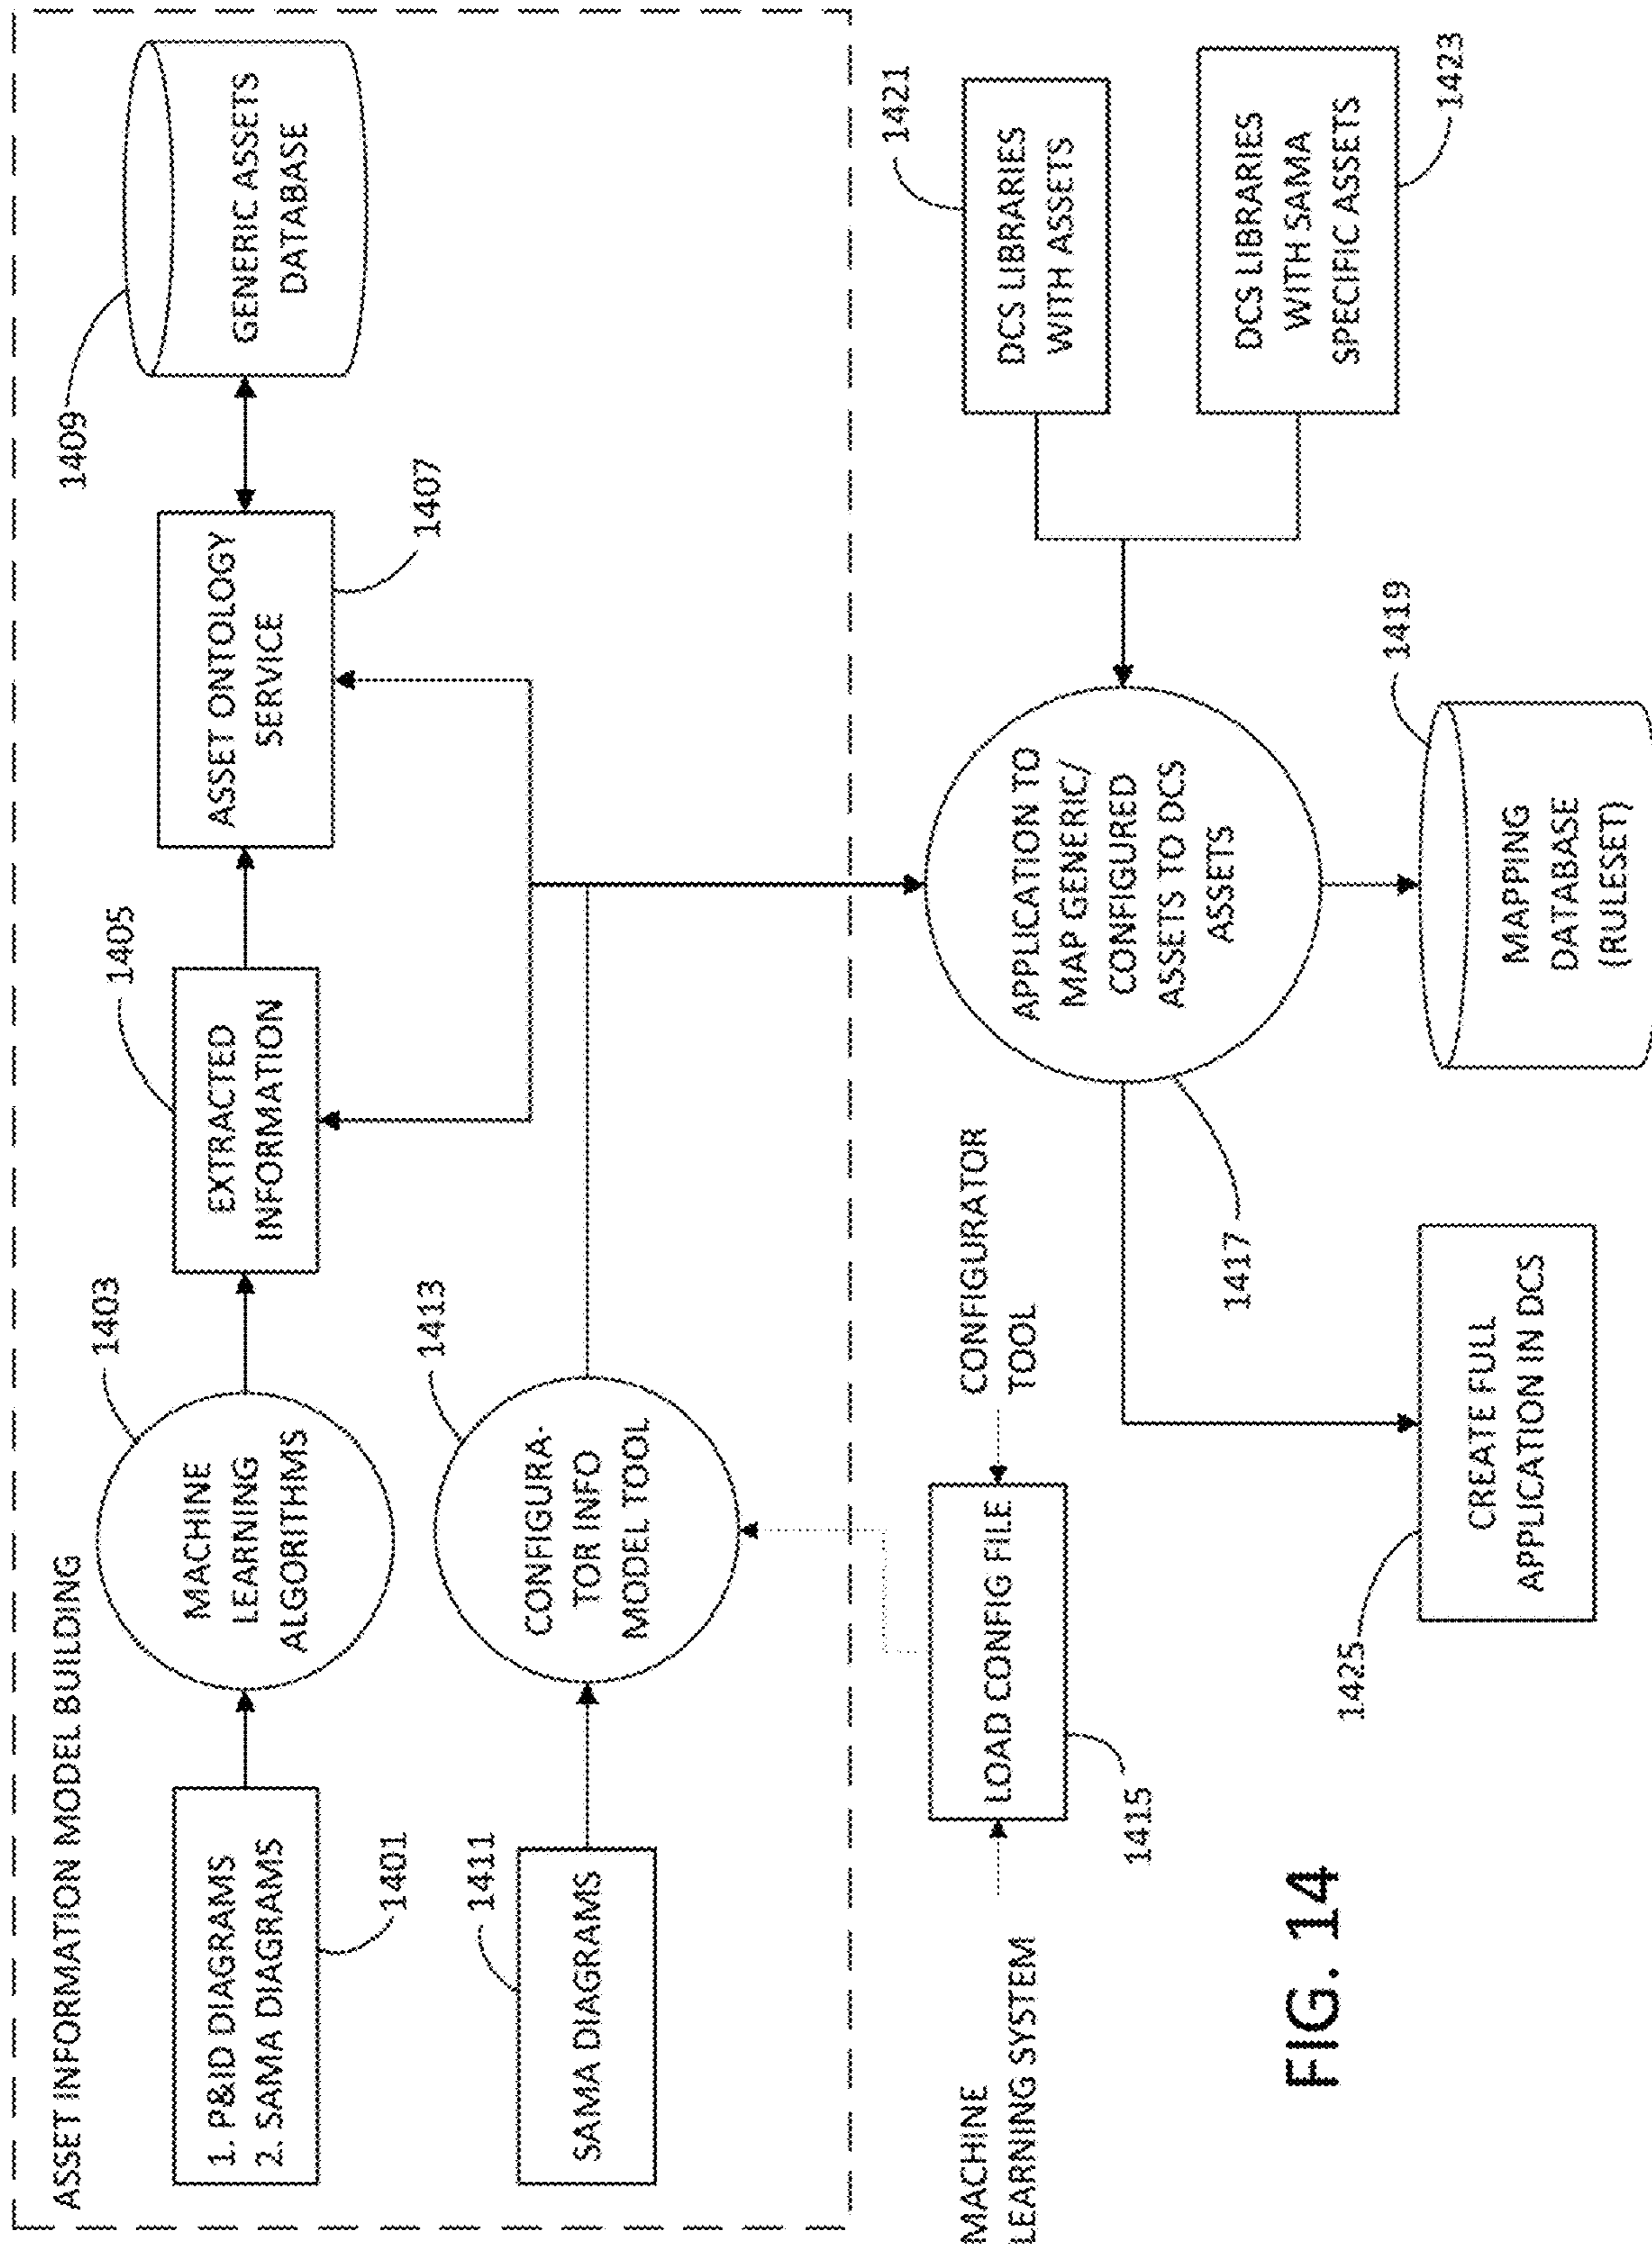 ASSET INFORMATION MODEL BUILDING
1. P&ID DIAGRAMS
2. SAMA DIAGRAMS
1401
MACHINE
LEARNING
ALGORITHMS
1403
EXTRACTED
INFORMATION
1405
ASSET ONTOLOGY
SERVICE
1407
GENERIC ASSETS
DATABASE
1409
SAMA DIAGRAMS
1411
CONFIGURA-
TOR INFO
MODEL TOOL
1413
MACHINE
LEARNING SYSTEM
LOAD CONFIG FILE
1415
CONFIGURATOR
TOOL
APPLICATION TO
MAP GENERIC/
CONFIGURED
ASSETS TO DCS
ASSETS
1417
DCS LIBRARIES
WITH ASSETS
1421
DCS LIBRARIES
WITH SAMA
SPECIFIC ASSETS
1423
MAPPING
DATABASE
(RULESET)
1419
CREATE FULL
APPLICATION IN DCS
1425
FIG. 14